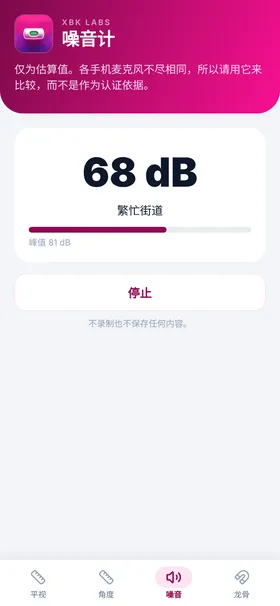 XBK LABS
噪音计
仅为估算值。各手机麦克风不尽相同，所以请用它来
比较，而不是作为认证依据。
68 dB
繁忙街道
峰值 81 dB
停止
不录制也不保存任何内容。
平视
角度
噪音
龙骨